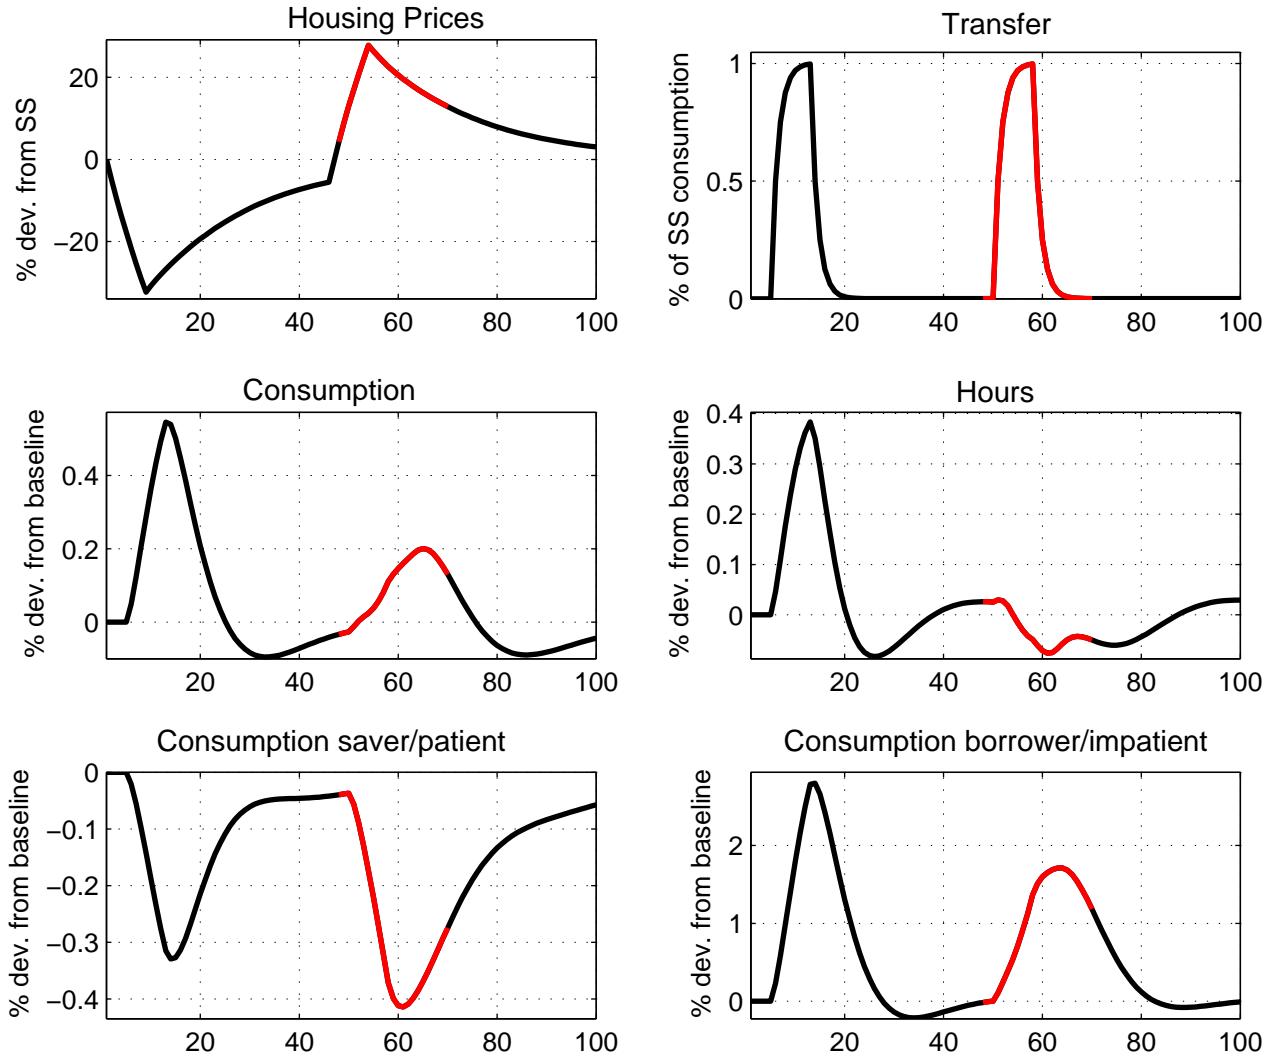 Housing Prices
% dev. from SS
20
0
−20
20 40 60 80 100
Transfer
% of SS consumption
1
0.5
0
20 40 60 80 100
Consumption
% dev. from baseline
0.4
0.2
0
20 40 60 80 100
Hours
% dev. from baseline
0.4
0.3
0.2
0.1
0
20 40 60 80 100
Consumption saver/patient
% dev. from baseline
0
−0.1
−0.2
−0.3
−0.4
20 40 60 80 100
Consumption borrower/impatient
% dev. from baseline
2
1
0
20 40 60 80 100